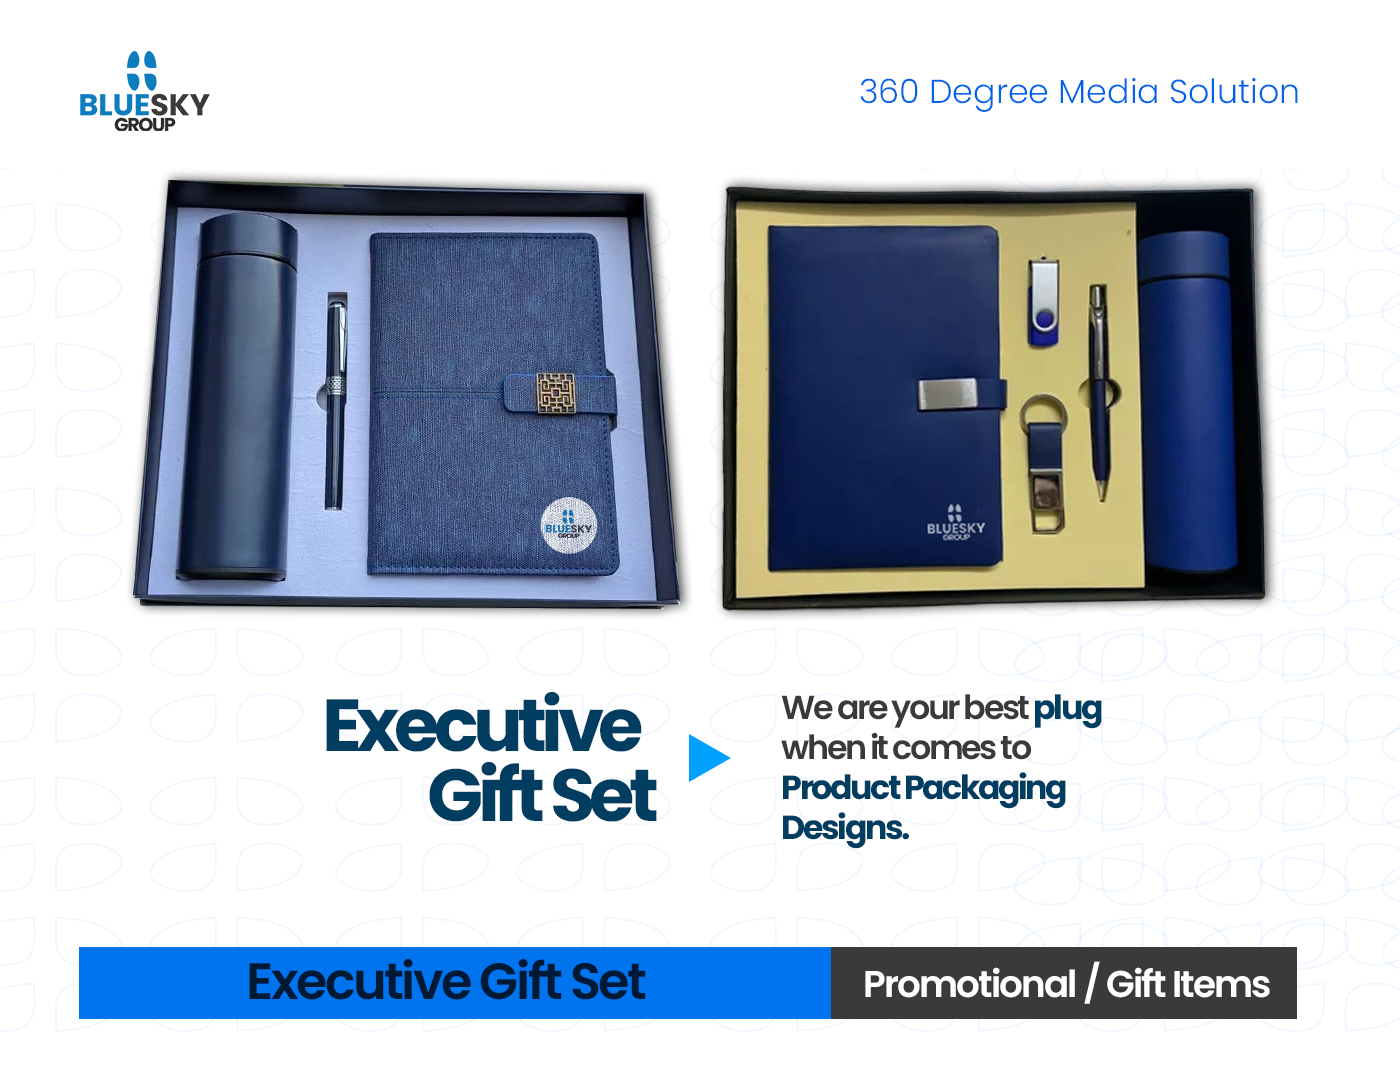 BLUESKY
GROUP
360 Degree Media Solution
BLUESKY
GROUP
BLUESKY
GROUP
Executive
Gift Set
We are your best plug
when it comes to
Product Packaging
Designs.
Executive Gift Set
Promotional / Gift Items